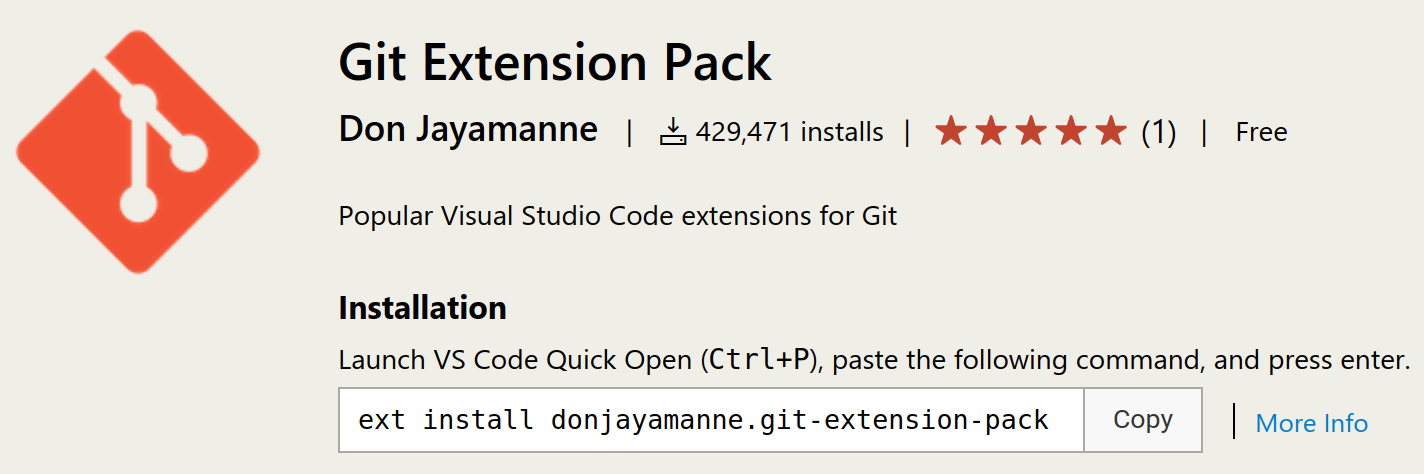 Git Extension Pack
Don Jayamanne | 429,471 installs | (1) | Free
Popular Visual Studio Code extensions for Git
Installation
Launch VS Code Quick Open (Ctrl+P), paste the following command, and press enter.
ext install donjayamanne.git-extension-pack Copy | More Info